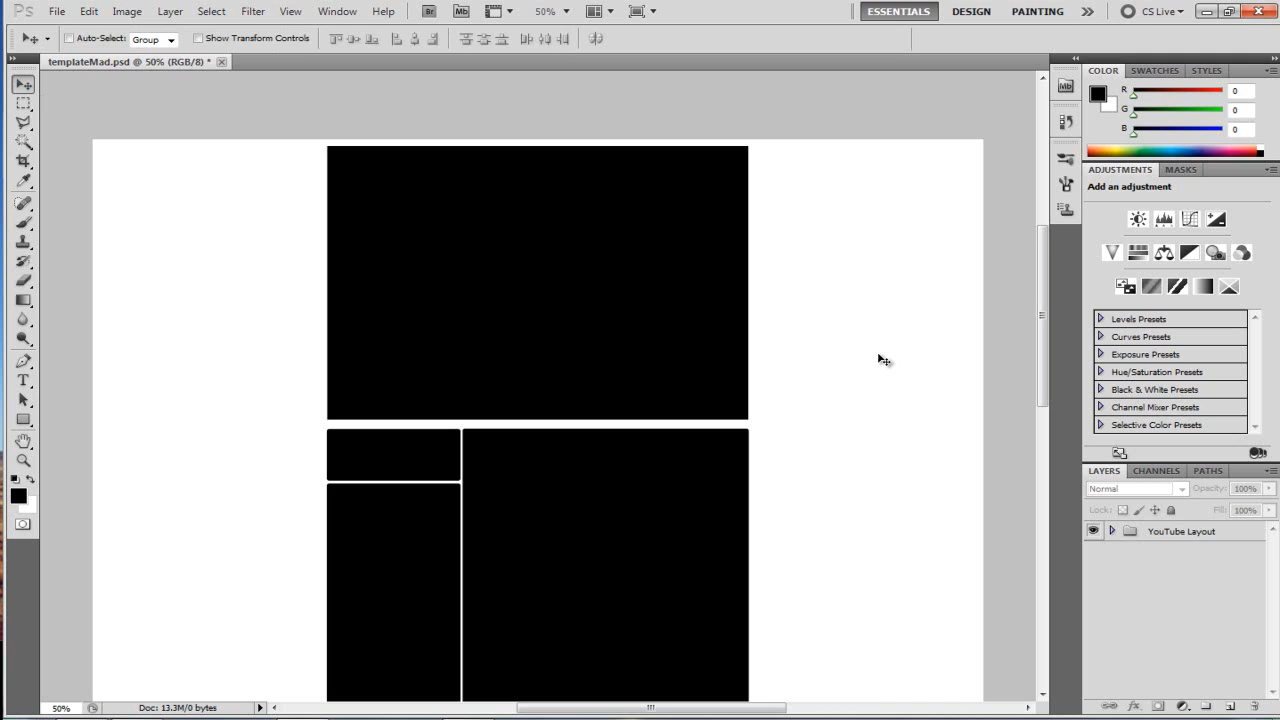 Ps File Edit Image Layer Select Filter View Window Help Br Mb 50% ESSENTIALS DESIGN PAINTING CS Live
Auto-Select: Group Show Transform Controls
templateMad.psd @ 50% (RGB/8) *
COLOR SWATCHES STYLES
Mb
R 0
G 0
B 0
ADJUSTMENTS MASKS
Add an adjustment
Levels Presets
Curves Presets
Exposure Presets
Hue/Saturation Presets
Black & White Presets
Channel Mixer Presets
Selective Color Presets
LAYERS CHANNELS PATHS
Normal Opacity: 100%
Lock: Fill: 100%
YouTube Layout
50% Doc: 13.3M/0 bytes